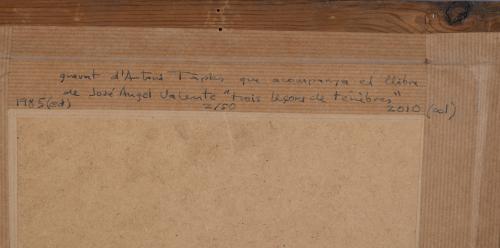 gravat d'Antoni Tàpies que acompanya el llibre
de José Angel Valente "trois leçons de ténèbres"
1985 (ed) 2/50 2010 (ad)